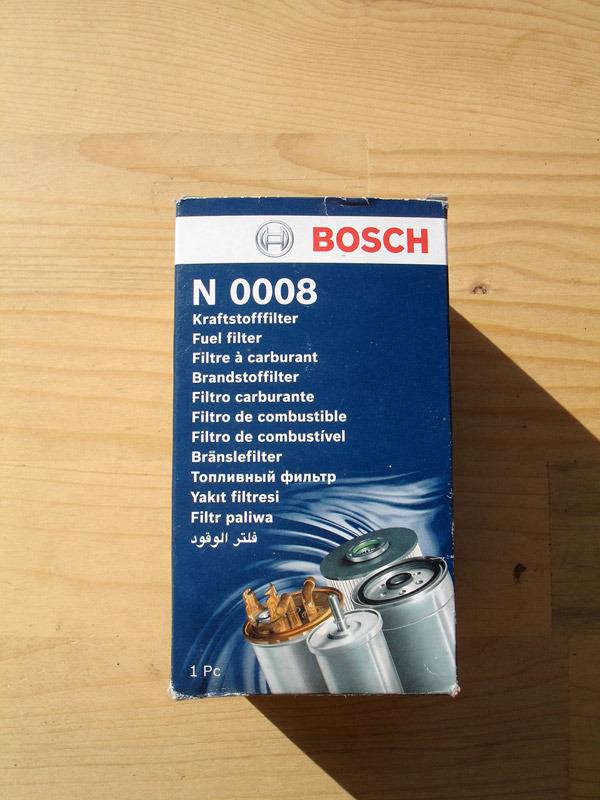 BOSCH
N 0008
Kraftstofffilter
Fuel filter
Filtre à carburant
Brandstoffilter
Filtro carburante
Filtro de combustible
Filtro de combustível
Bränslefilter
Топливный фильтр
Yakıt filtresi
Filtr paliwa
فلتر الوقود
1 Pc